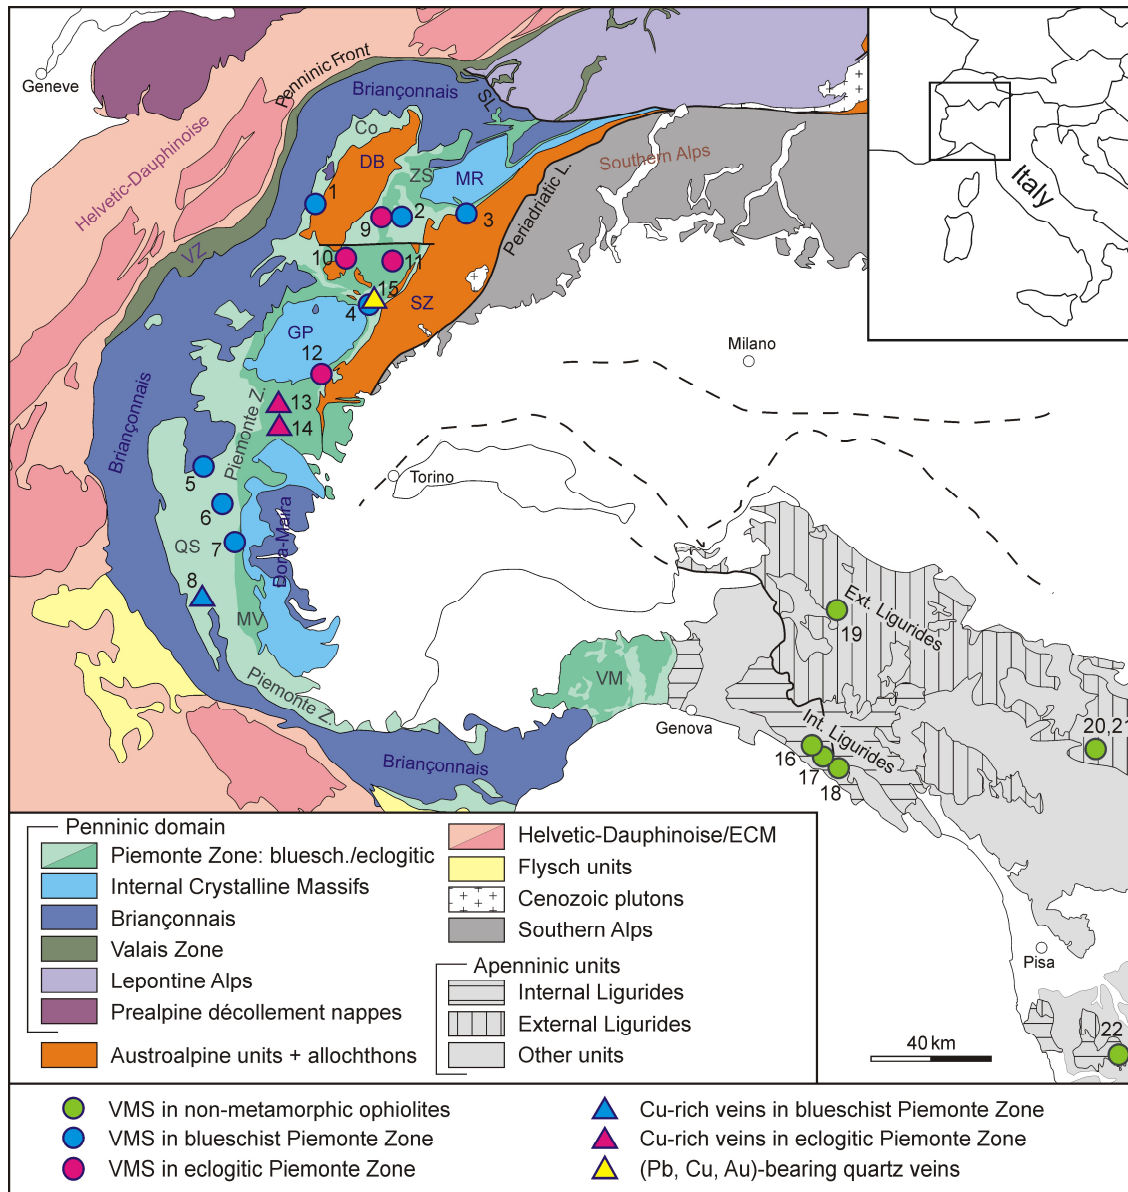 Geneve
Penninic Front
Briançonnais
SL
Co
DB
ZS
MR
Southern Alps
Helvetic-Dauphinoise
VZ
Periadriatic L.
Italy
1
2
3
9
10
11
15
4
SZ
GP
12
Milano
13
14
Briançonnais
Piemonte Z.
Torino
5
6
7
QS
Dora-Maira
8
MV
Piemonte Z.
VM
Genova
Ext. Ligurides
19
Int. Ligurides
16
17
18
20,21
Briançonnais
Pisa
22
40 km
Penninic domain
Piemonte Zone: bluesch./eclogitic
Internal Crystalline Massifs
Briançonnais
Valais Zone
Lepontine Alps
Prealpine décollement nappes
Austroalpine units + allochthons
Helvetic-Dauphinoise/ECM
Flysch units
Cenozoic plutons
Southern Alps
Apenninic units
Internal Ligurides
External Ligurides
Other units
VMS in non-metamorphic ophiolites
VMS in blueschist Piemonte Zone
VMS in eclogitic Piemonte Zone
Cu-rich veins in blueschist Piemonte Zone
Cu-rich veins in eclogitic Piemonte Zone
(Pb, Cu, Au)-bearing quartz veins